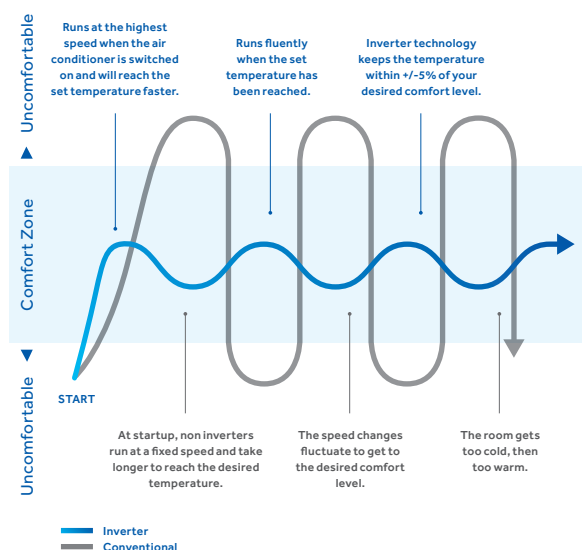 Uncomfortable
Comfort Zone
Uncomfortable
Runs at the highest
speed when the air
conditioner is switched
on and will reach the
set temperature faster.
Runs fluently
when the set
temperature has
been reached.
Inverter technology
keeps the temperature
within +/-5% of your
desired comfort level.
START
At startup, non inverters
run at a fixed speed and take
longer to reach the desired
temperature.
The speed changes
fluctuate to get to
the desired comfort
level.
The room gets
too cold, then
too warm.
Inverter
Conventional